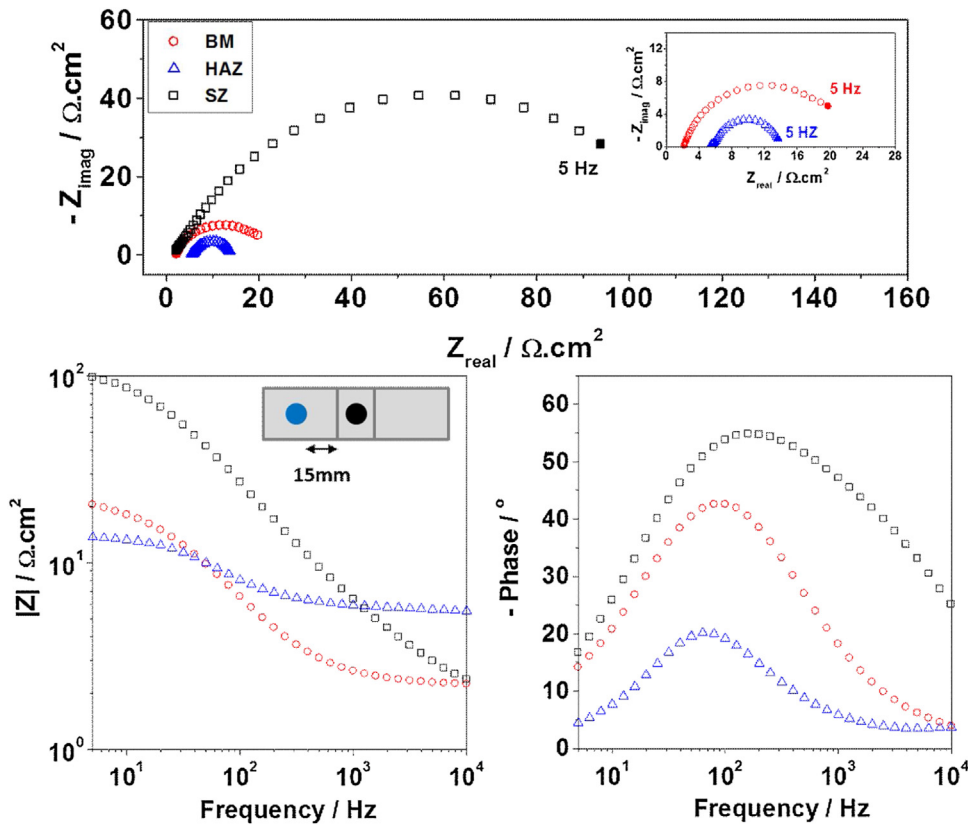 60
40
20
0
- Z_imag / Ω.cm²
BM
HAZ
SZ
5 Hz
0 20 40 60 80 100 120 140 160
Z_real / Ω.cm²
12
8
4
0
- Z_imag / Ω.cm²
5 Hz
5 HZ
0 4 8 12 16 20 24 28
Z_real / Ω.cm²
10²
10¹
10⁰
|Z| / Ω.cm²
15mm
10¹ 10² 10³ 10⁴
Frequency / Hz
60
50
40
30
20
10
0
- Phase / °
10¹ 10² 10³ 10⁴
Frequency / Hz